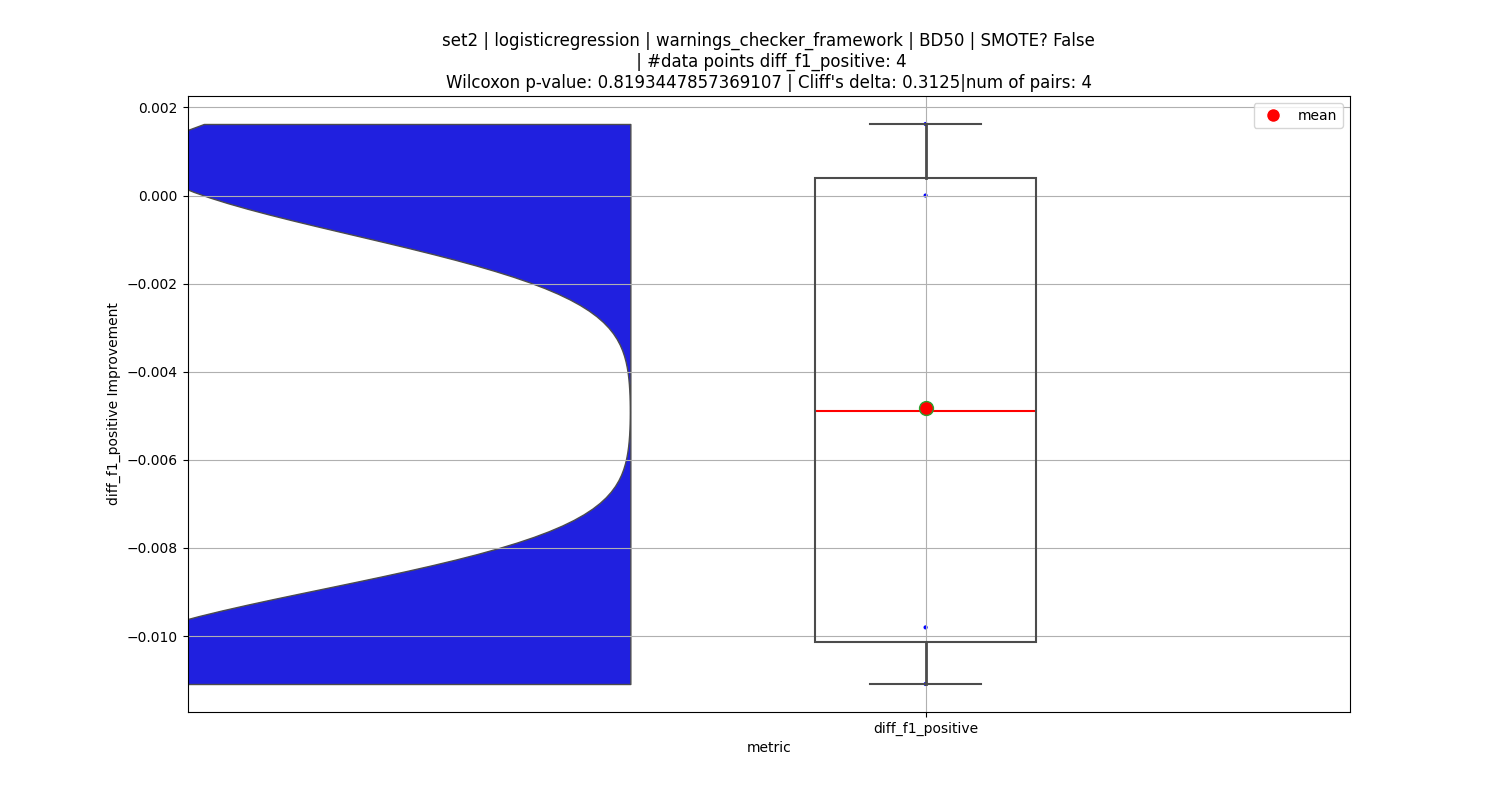 set2 | logisticregression | warnings_checker_framework | BD50 | SMOTE? False
| #data points diff_f1_positive: 4
Wilcoxon p-value: 0.8193447857369107 | Cliff's delta: 0.3125|num of pairs: 4
mean
0.002
0.000
−0.002
−0.004
−0.006
−0.008
−0.010
diff_f1_positive Improvement
diff_f1_positive
metric